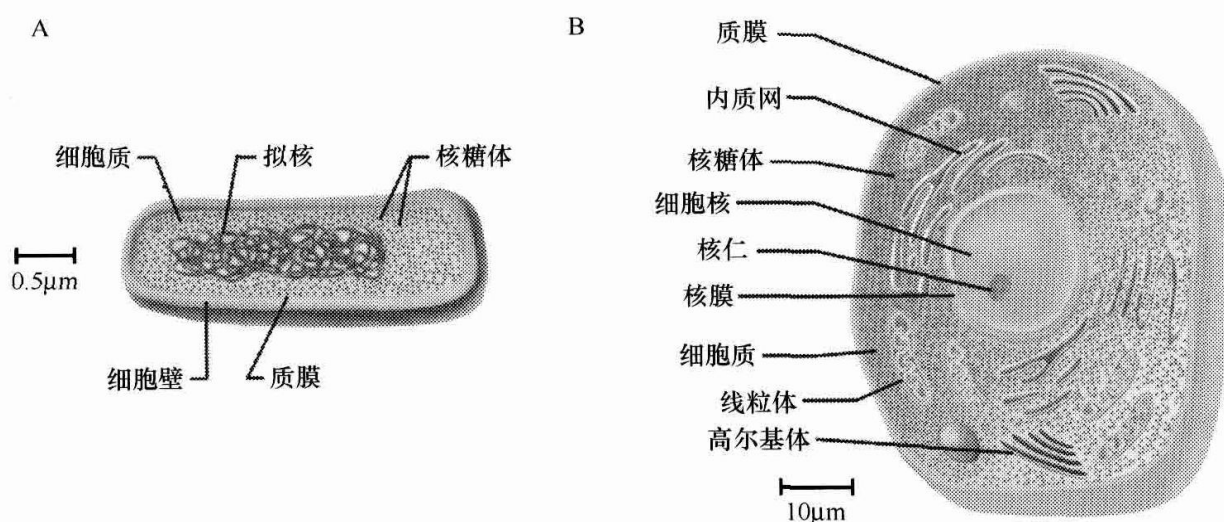 A
细胞质
拟核
核糖体
0.5μm
细胞壁
质膜
B
质膜
内质网
核糖体
细胞核
核仁
核膜
细胞质
线粒体
高尔基体
10μm